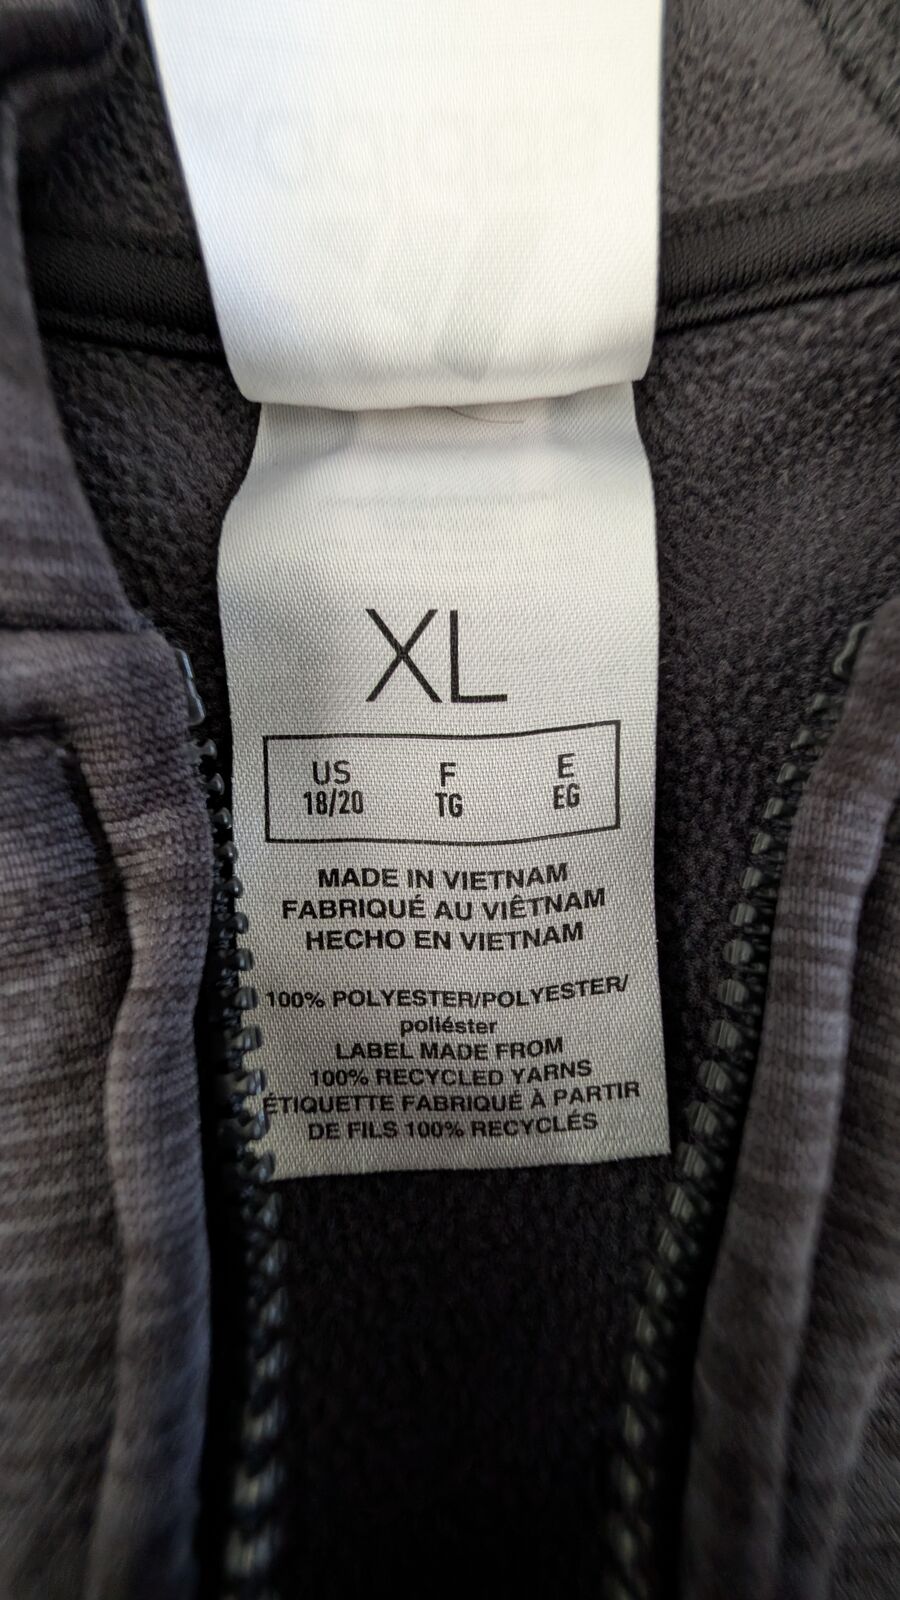 XL
US F E
18/20 TG EG
MADE IN VIETNAM
FABRIQUÉ AU VIÊTNAM
HECHO EN VIETNAM
100% POLYESTER/POLYESTER/
poliéster
LABEL MADE FROM
100% RECYCLED YARNS
ÉTIQUETTE FABRIQUÉ À PARTIR
DE FILS 100% RECYCLÉS